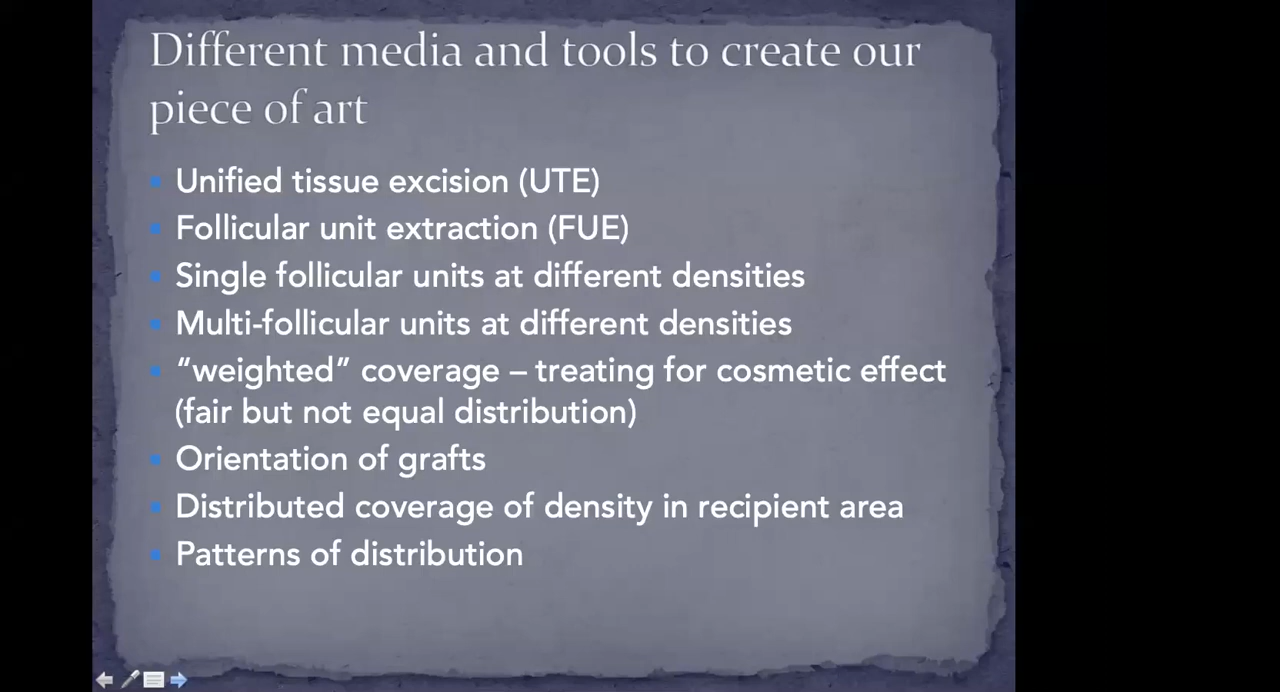 Different media and tools to create our
piece of art
Unified tissue excision (UTE)
Follicular unit extraction (FUE)
Single follicular units at different densities
Multi-follicular units at different densities
“weighted” coverage – treating for cosmetic effect
(fair but not equal distribution)
Orientation of grafts
Distributed coverage of density in recipient area
Patterns of distribution